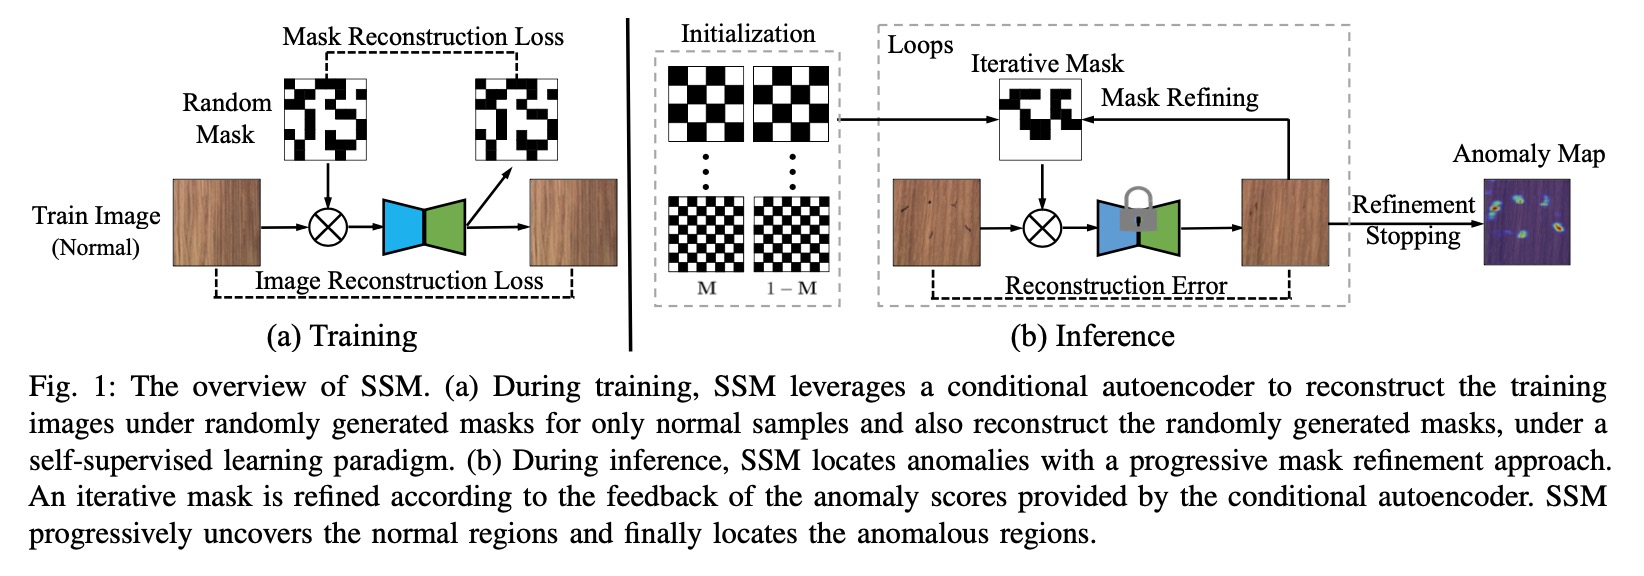 Mask Reconstruction Loss
Random
Mask
Train Image
(Normal)
Image Reconstruction Loss
(a) Training
Initialization
M
1 − M
Loops
Iterative Mask
Mask Refining
Reconstruction Error
Anomaly Map
Refinement
Stopping
(b) Inference
Fig. 1: The overview of SSM. (a) During training, SSM leverages a conditional autoencoder to reconstruct the training
images under randomly generated masks for only normal samples and also reconstruct the randomly generated masks, under a
self-supervised learning paradigm. (b) During inference, SSM locates anomalies with a progressive mask refinement approach.
An iterative mask is refined according to the feedback of the anomaly scores provided by the conditional autoencoder. SSM
progressively uncovers the normal regions and finally locates the anomalous regions.